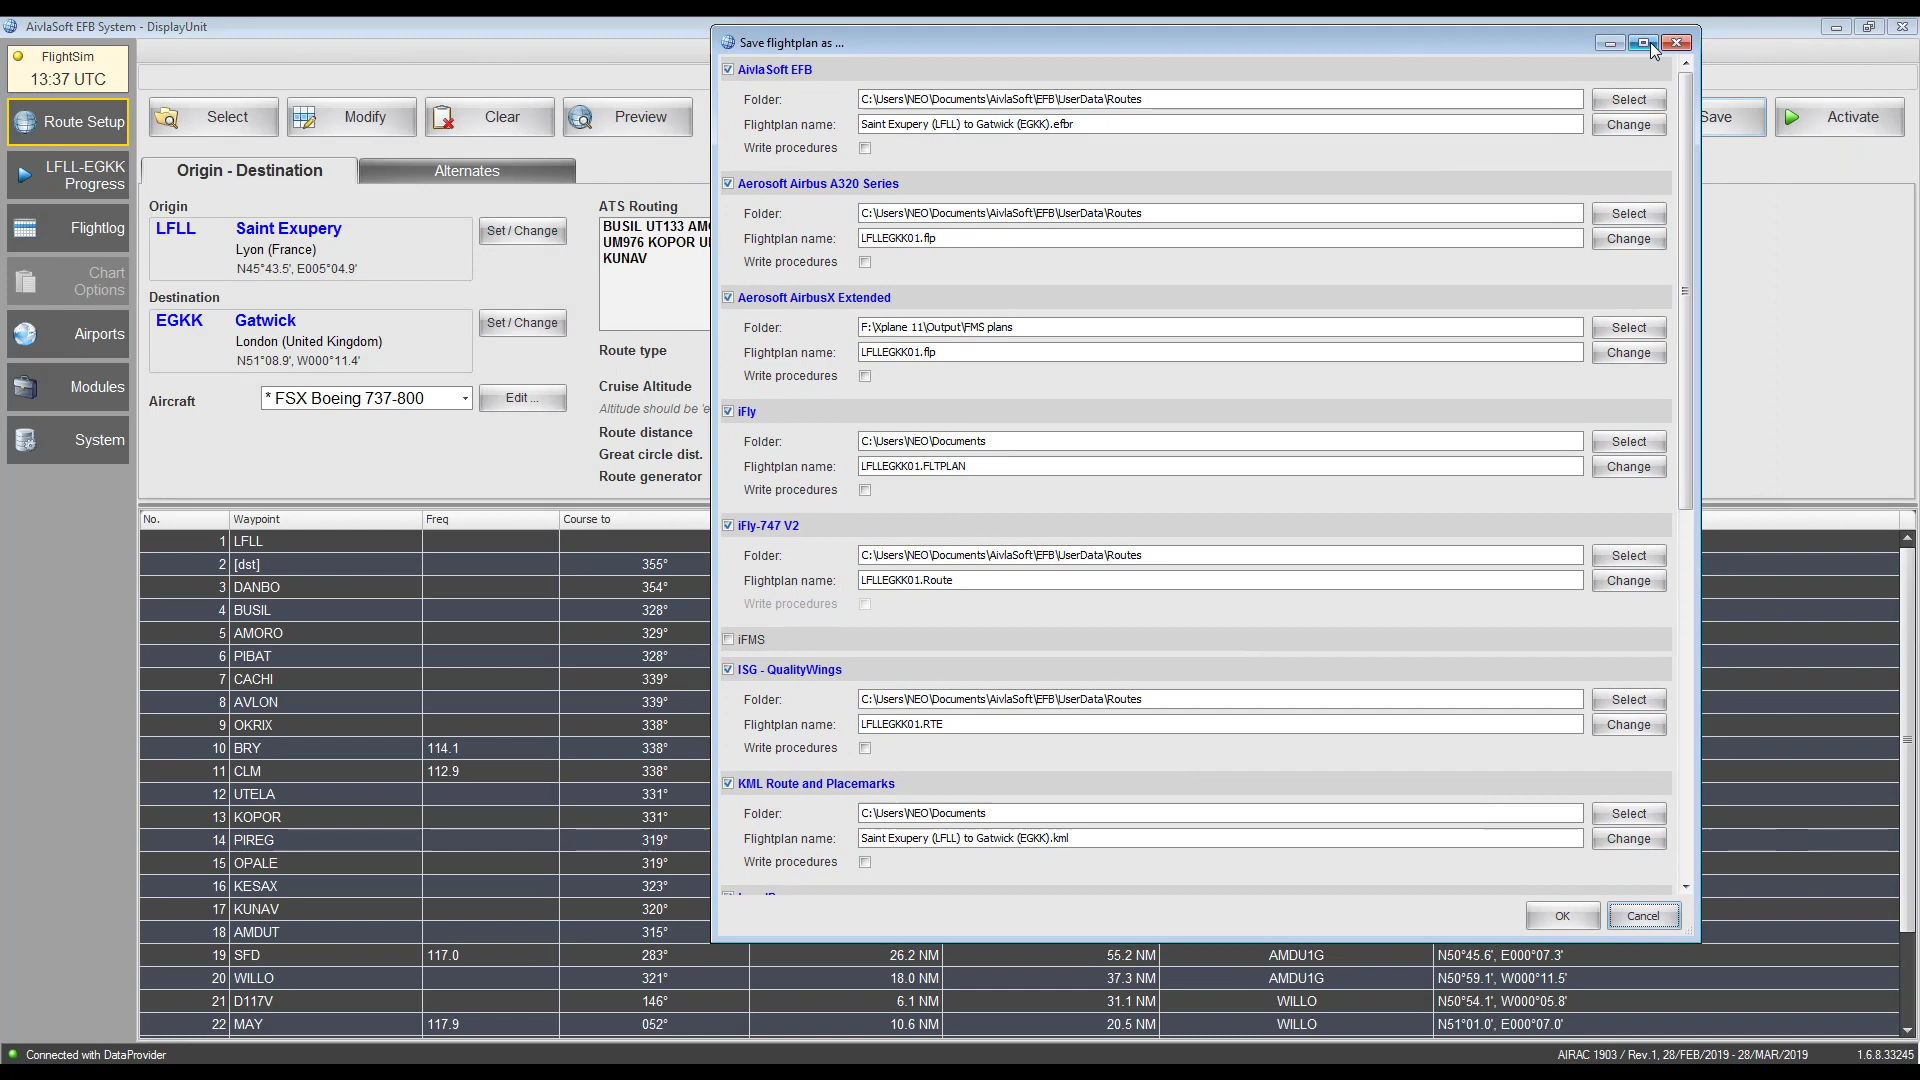 AivlaSoft EFB System - DisplayUnit
FlightSim
13:37 UTC
Route Setup
LFLL-EGKK
Progress
Flightlog
Chart
Options
Airports
Modules
System
Select
Modify
Clear
Preview
Save
Activate
Origin - Destination
Alternates
Origin
LFLL Saint Exupery
Lyon (France)
N45°43.5', E005°04.9'
Set / Change
Destination
EGKK Gatwick
London (United Kingdom)
N51°08.9', W000°11.4'
Set / Change
Aircraft
* FSX Boeing 737-800
Edit ...
ATS Routing
BUSIL UT133
UM976 KOPOR
KUNAV
Route type
Cruise Altitude
Altitude should be
Route distance
Great circle dist.
Route generator
Save flightplan as ...
AivlaSoft EFB
Folder: C:\Users\NEO\Documents\AivlaSoft\EFB\UserData\Routes Select
Flightplan name: Saint Exupery (LFLL) to Gatwick (EGKK).efbr Change
Write procedures
Aerosoft Airbus A320 Series
Folder: C:\Users\NEO\Documents\AivlaSoft\EFB\UserData\Routes Select
Flightplan name: LFLLEGKK01.flp Change
Write procedures
Aerosoft AirbusX Extended
Folder: F:\Xplane 11\Output\FMS plans Select
Flightplan name: LFLLEGKK01.flp Change
Write procedures
iFly
Folder: C:\Users\NEO\Documents Select
Flightplan name: LFLLEGKK01.FLTPLAN Change
Write procedures
iFly-747 V2
Folder: C:\Users\NEO\Documents\AivlaSoft\EFB\UserData\Routes Select
Flightplan name: LFLLEGKK01.Route Change
Write procedures
iFMS
ISG - QualityWings
Folder: C:\Users\NEO\Documents\AivlaSoft\EFB\UserData\Routes Select
Flightplan name: LFLLEGKK01.RTE Change
Write procedures
KML Route and Placemarks
Folder: C:\Users\NEO\Documents Select
Flightplan name: Saint Exupery (LFLL) to Gatwick (EGKK).kml Change
Write procedures
OK Cancel
No. Waypoint Freq Course to
1 LFLL
2 [dst] 355°
3 DANBO 354°
4 BUSIL 328°
5 AMORO 329°
6 PIBAT 328°
7 CACHI 339°
8 AVLON 339°
9 OKRIX 338°
10 BRY 114.1 338°
11 CLM 112.9 338°
12 UTELA 331°
13 KOPOR 331°
14 PIREG 319°
15 OPALE 319°
16 KESAX 323°
17 KUNAV 320°
18 AMDUT 315°
19 SFD 117.0 283° 26.2 NM 55.2 NM AMDU1G N50°45.6', E000°07.3'
20 WILLO 321° 18.0 NM 37.3 NM AMDU1G N50°59.1', W000°11.5'
21 D117V 146° 6.1 NM 31.1 NM WILLO N50°54.1', W000°05.8'
22 MAY 117.9 052° 10.6 NM 20.5 NM WILLO N51°01.0', E000°07.0'
Connected with DataProvider
AIRAC 1903 / Rev.1, 28/FEB/2019 - 28/MAR/2019 1.6.8.33245